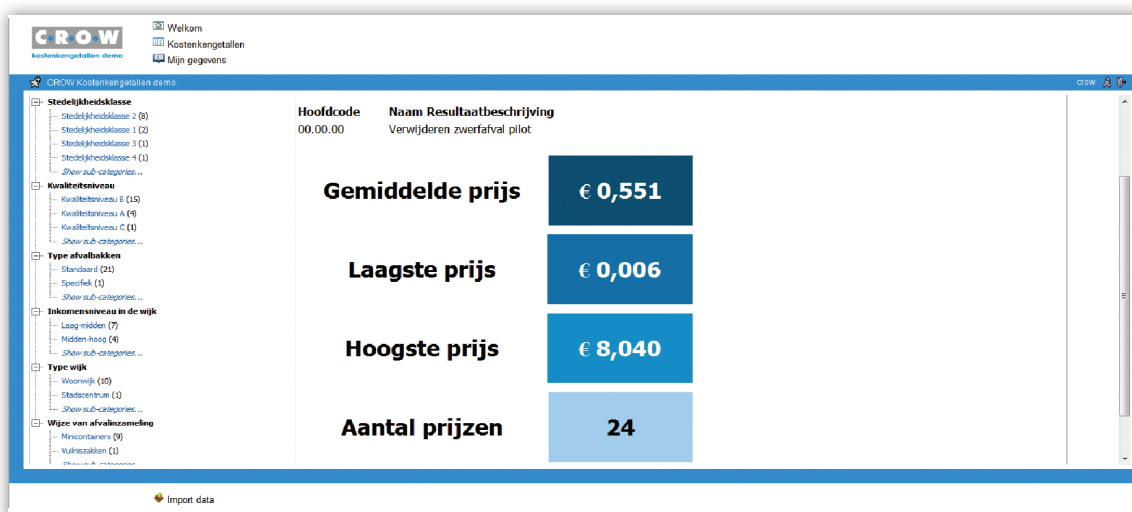 C·R·O·W
kostenkengetallen-demo
Welkom
Kostenkengetallen
Mijn gegevens
CROW Kostenkengetallen demo
crow
Stedelijkheidsklasse
Stedelijkheidsklasse 2 (8)
Stedelijkheidsklasse 1 (2)
Stedelijkheidsklasse 3 (1)
Stedelijkheidsklasse 4 (1)
Show sub-categories...
Kwaliteitsniveau
Kwaliteitsniveau B (15)
Kwaliteitsniveau A (4)
Kwaliteitsniveau C (1)
Show sub-categories...
Type afvalbakken
Standaard (21)
Specifiek (1)
Show sub-categories...
Inkomensniveau in de wijk
Laag-midden (7)
Midden-hoog (4)
Show sub-categories...
Type wijk
Woonwijk (10)
Stadscentrum (1)
Show sub-categories...
Wijze van afvalinzameling
Minicontainers (9)
Vuilniszakken (1)
Show sub-categories
Hoofdcode Naam Resultaatbeschrijving
00.00.00 Verwijderen zwerfafval pilot
Gemiddelde prijs € 0,551
Laagste prijs € 0,006
Hoogste prijs € 8,040
Aantal prijzen 24
Import data